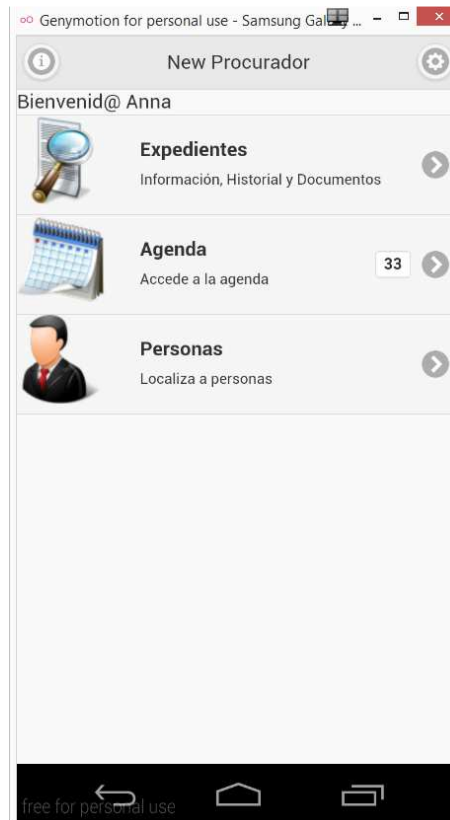 Genymotion for personal use - Samsung Gal ...
New Procurador
Bienvenid@ Anna
Expedientes
Información, Historial y Documentos
Agenda
Accede a la agenda
33
Personas
Localiza a personas
free for personal use